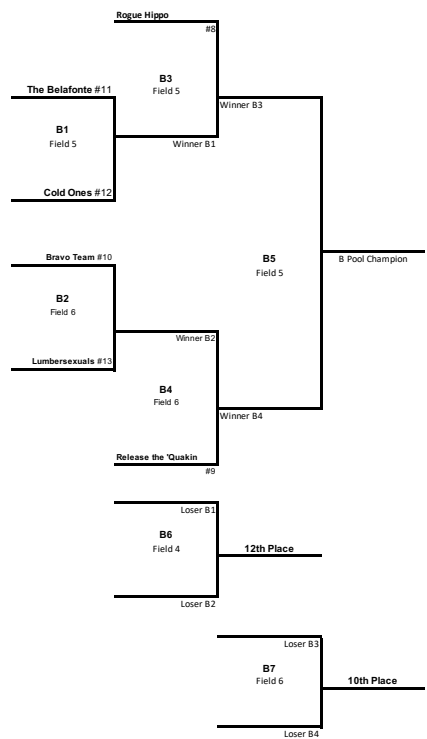 Rogue Hippo
#8
B3
Field 5
The Belafonte #11
Winner B3
B1
Field 5
Winner B1
Cold Ones #12
B5
Field 5
B Pool Champion
Bravo Team #10
B2
Field 6
Winner B2
Lumbersexuals #13
B4
Field 6
Winner B4
Release the 'Quakin
#9
Loser B1
B6
Field 4
12th Place
Loser B2
Loser B3
B7
Field 6
10th Place
Loser B4